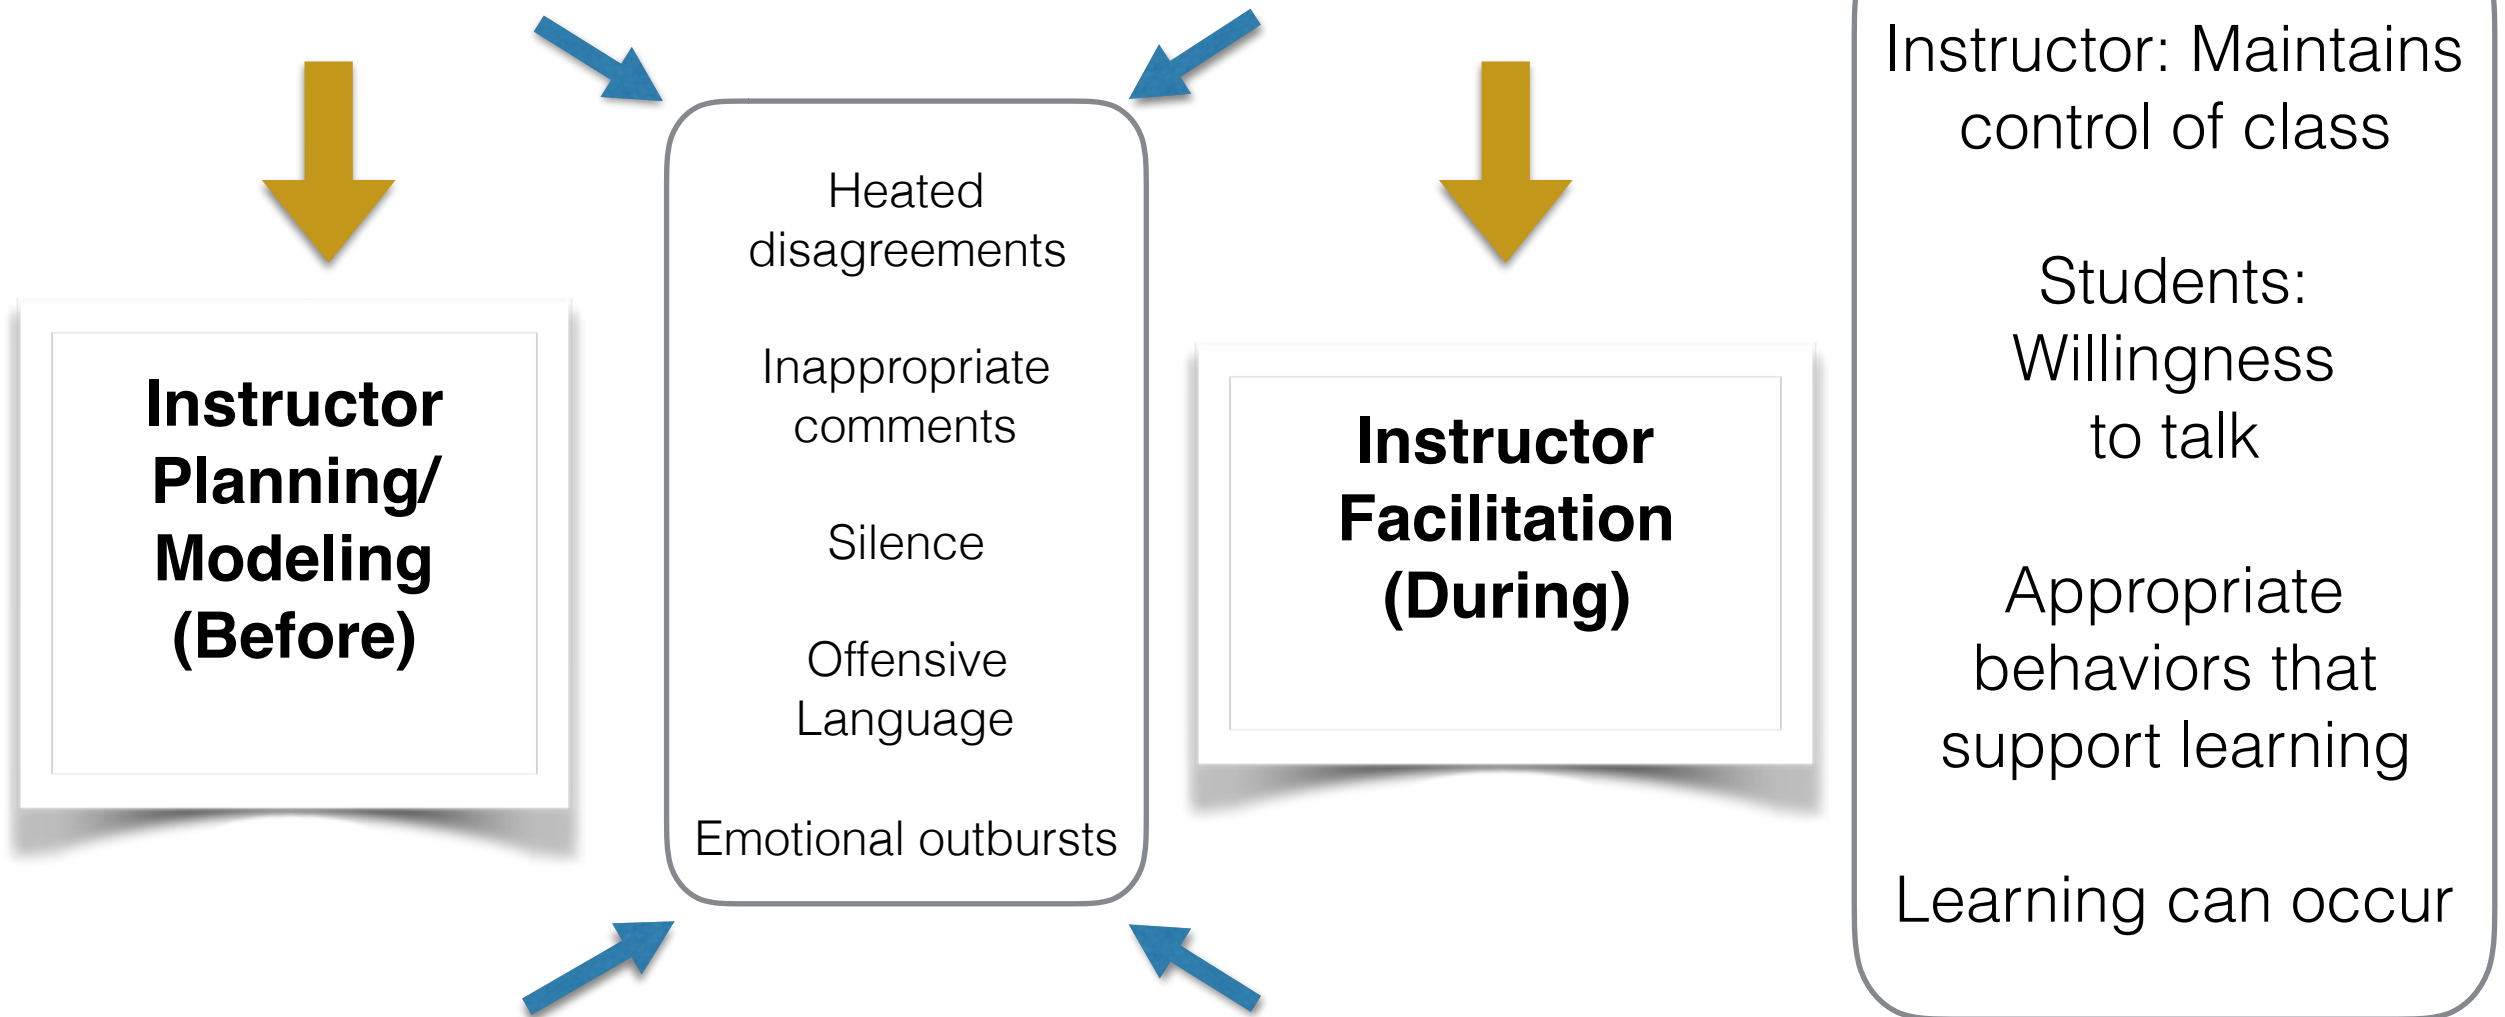 Instructor
Planning/
Modeling
(Before)
Heated
disagreements
Inappropriate
comments
Silence
Offensive
Language
Emotional outbursts
Instructor
Facilitation
(During)
Instructor: Maintains
control of class
Students:
Willingness
to talk
Appropriate
behaviors that
support learning
Learning can occur